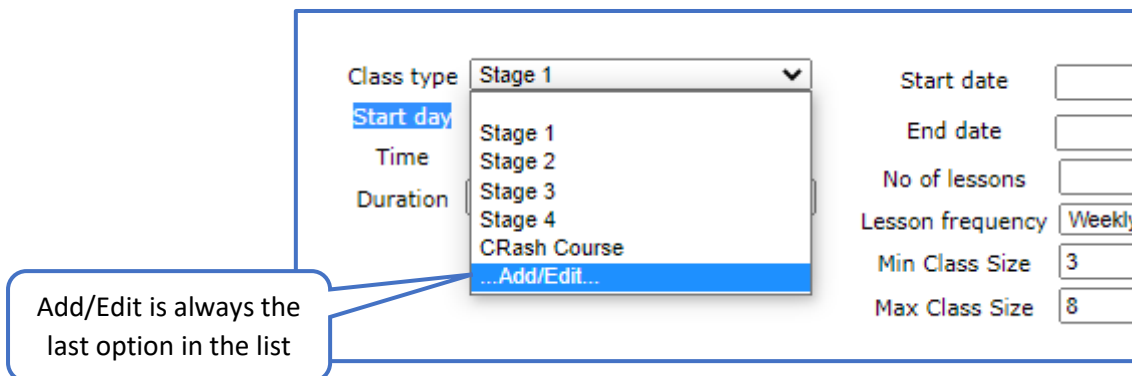 Class type Stage 1
Start day
Time
Duration
Stage 1
Stage 2
Stage 3
Stage 4
CRash Course
...Add/Edit...
Start date
End date
No of lessons
Lesson frequency Weekly
Min Class Size 3
Max Class Size 8
Add/Edit is always the
last option in the list